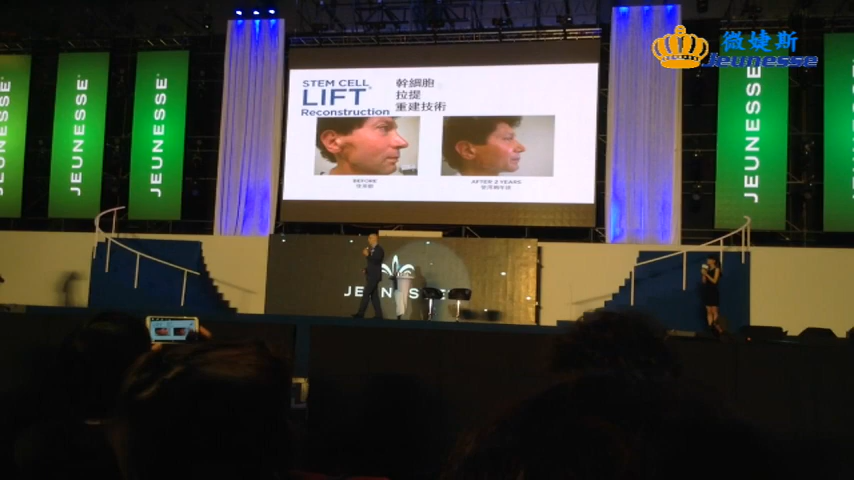 微婕斯
Jeunesse
STEM CELL
LIFT
Reconstruction
幹細胞
拉提
重建技術
BEFORE
AFTER 2 YEARS
JEUNESSE
JEUNESSE
JEUNESSE
JEUNESSE
JEUNESSE